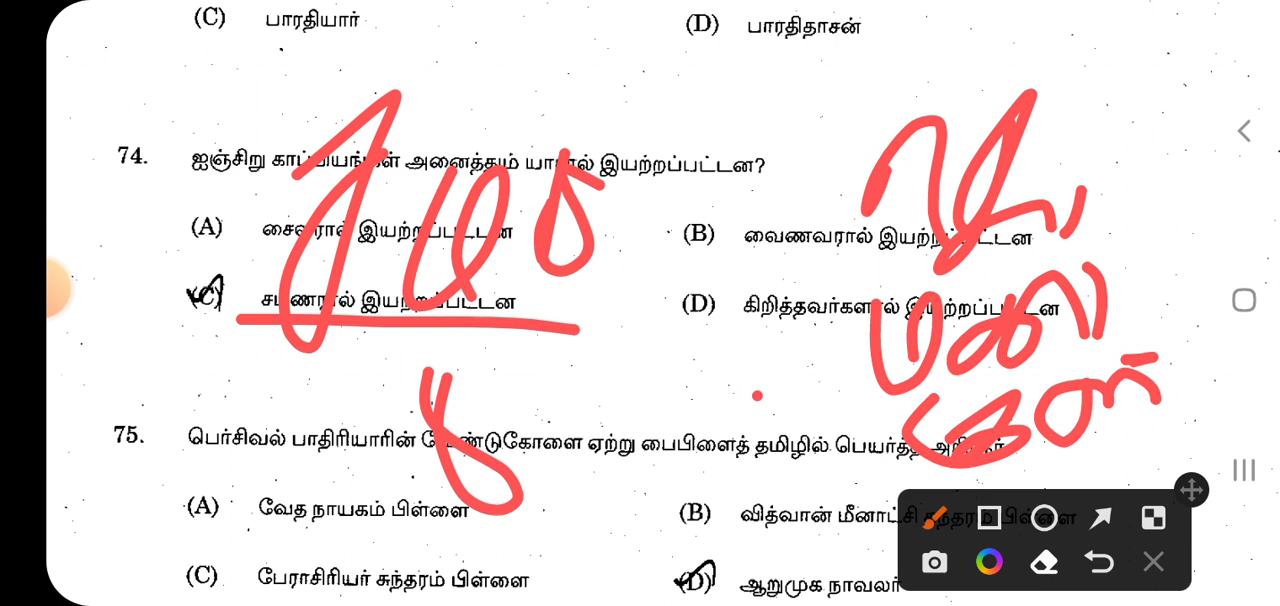 (C) பாரதியார் (D) பாரதிதாசன்
74. ஐஞ்சிறு காப்பியங்கள் அனைத்தும் யாரால் இயற்றப்பட்டன?
(A) சைவரால் இயற்றப்பட்டன (B) வைணவரால் இயற்றப்பட்டன
(C) சமணரால் இயற்றப்பட்டன (D) கிறித்தவர்களால் இயற்றப்பட்டன
75. பெர்சிவல் பாதிரியாரின் வேண்டுகோளை ஏற்று பைபிளைத் தமிழில் பெயர்த்த அறிஞர்
(A) வேத நாயகம் பிள்ளை (B) வித்வான் மீனாட்சி சுந்தரம் பிள்ளை
(C) பேராசிரியர் சுந்தரம் பிள்ளை (D) ஆறுமுக நாவலர்